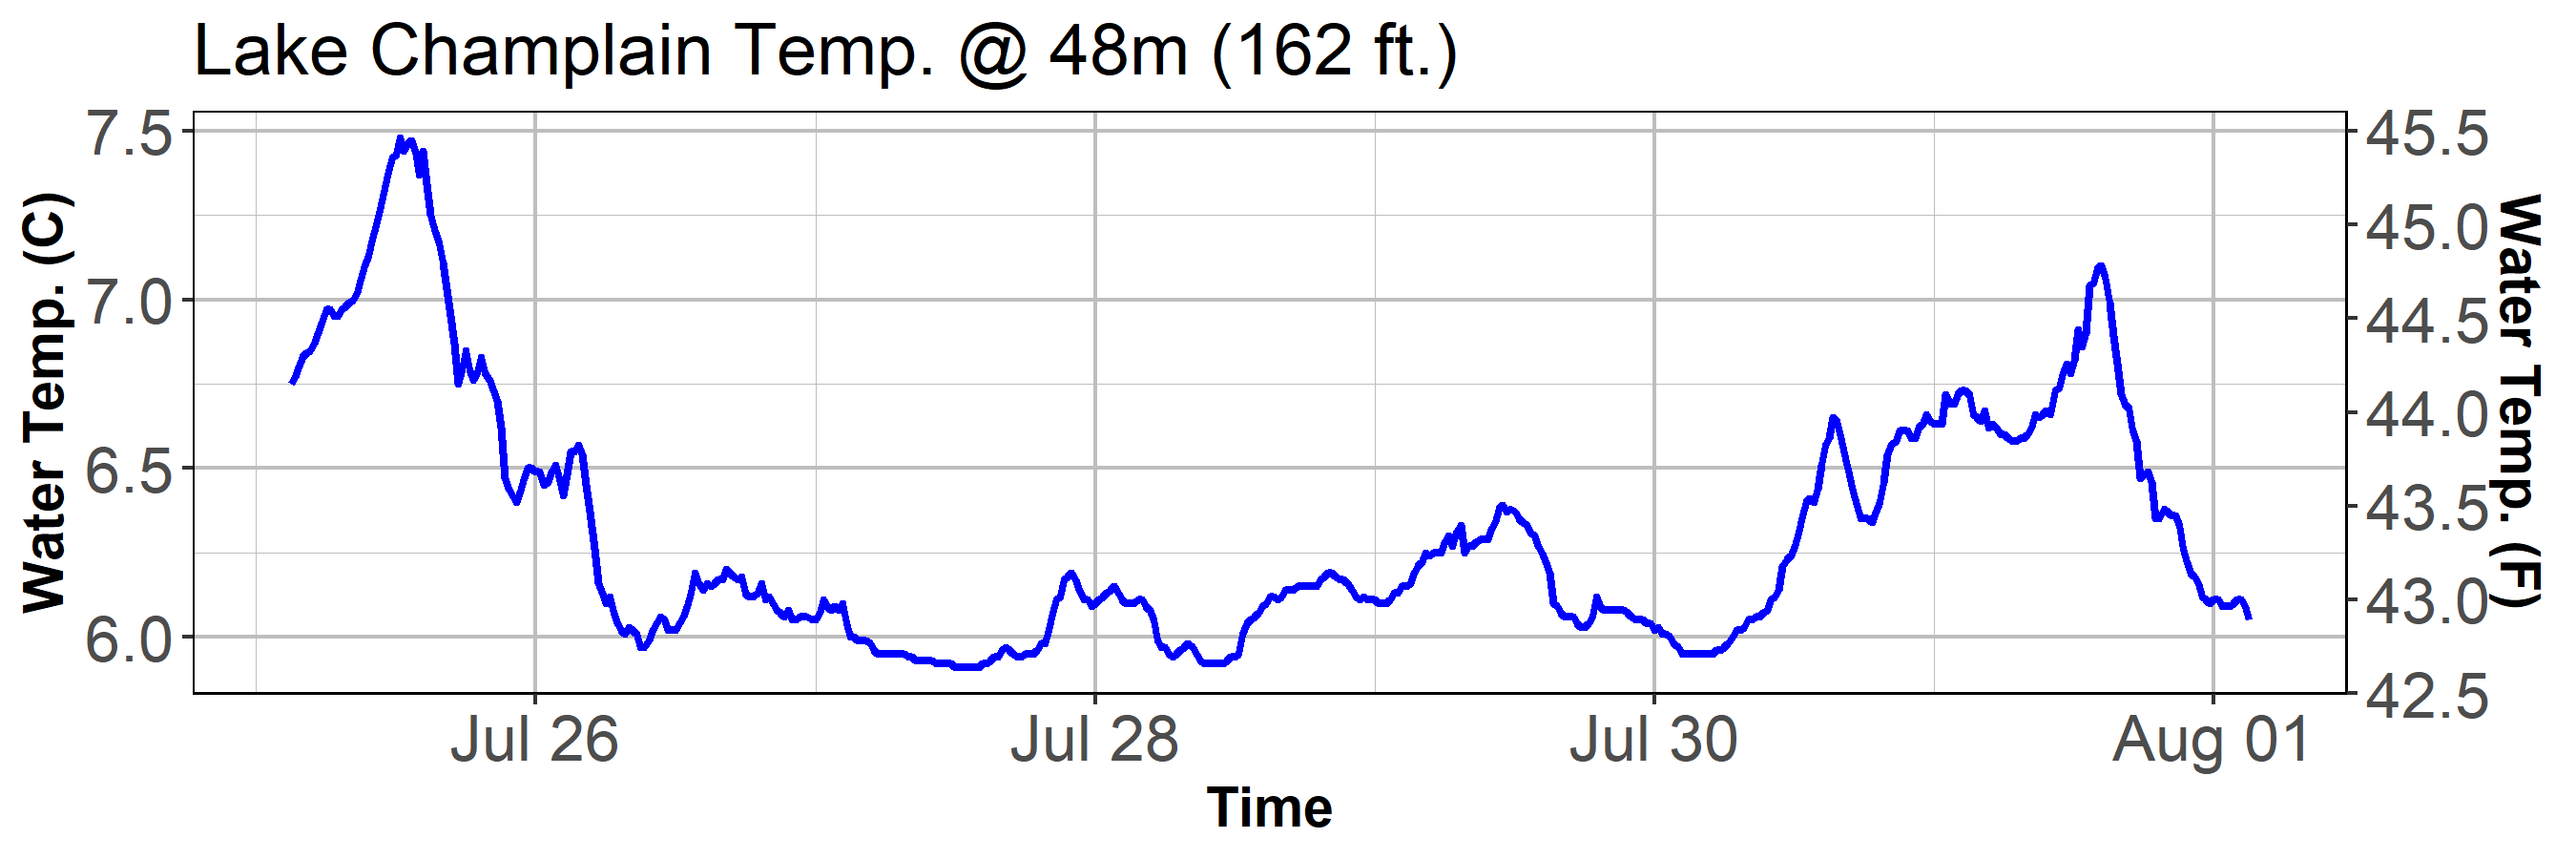 Lake Champlain Temp. @ 48m (162 ft.)
Water Temp. (C)
7.5
7.0
6.5
6.0
45.5
45.0
44.5
44.0
43.5
43.0
42.5
Water Temp. (F)
Jul 26 Jul 28 Jul 30 Aug 01
Time